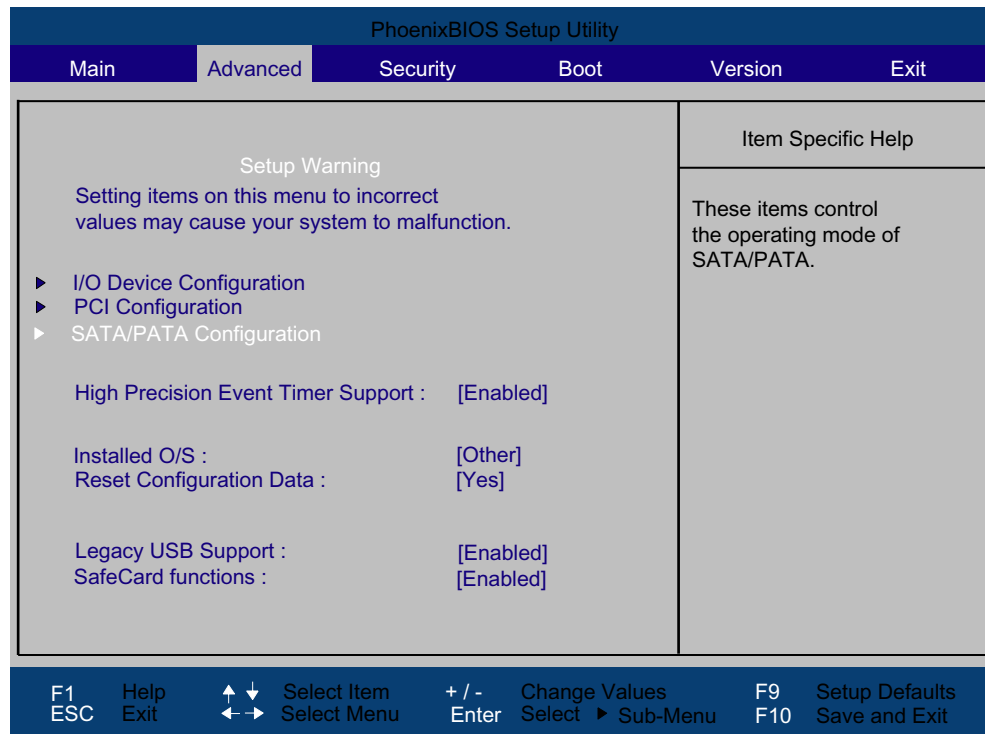 PhoenixBIOS Setup Utility
Main Advanced Security Boot Version Exit
Setup Warning
Setting items on this menu to incorrect
values may cause your system to malfunction.
I/O Device Configuration
PCI Configuration
SATA/PATA Configuration
High Precision Event Timer Support : [Enabled]
Installed O/S : [Other]
Reset Configuration Data : [Yes]
Legacy USB Support : [Enabled]
SafeCard functions : [Enabled]
Item Specific Help
These items control
the operating mode of
SATA/PATA.
F1 Help Select Item + / - Change Values F9 Setup Defaults
ESC Exit Select Menu Enter Select Sub-Menu F10 Save and Exit